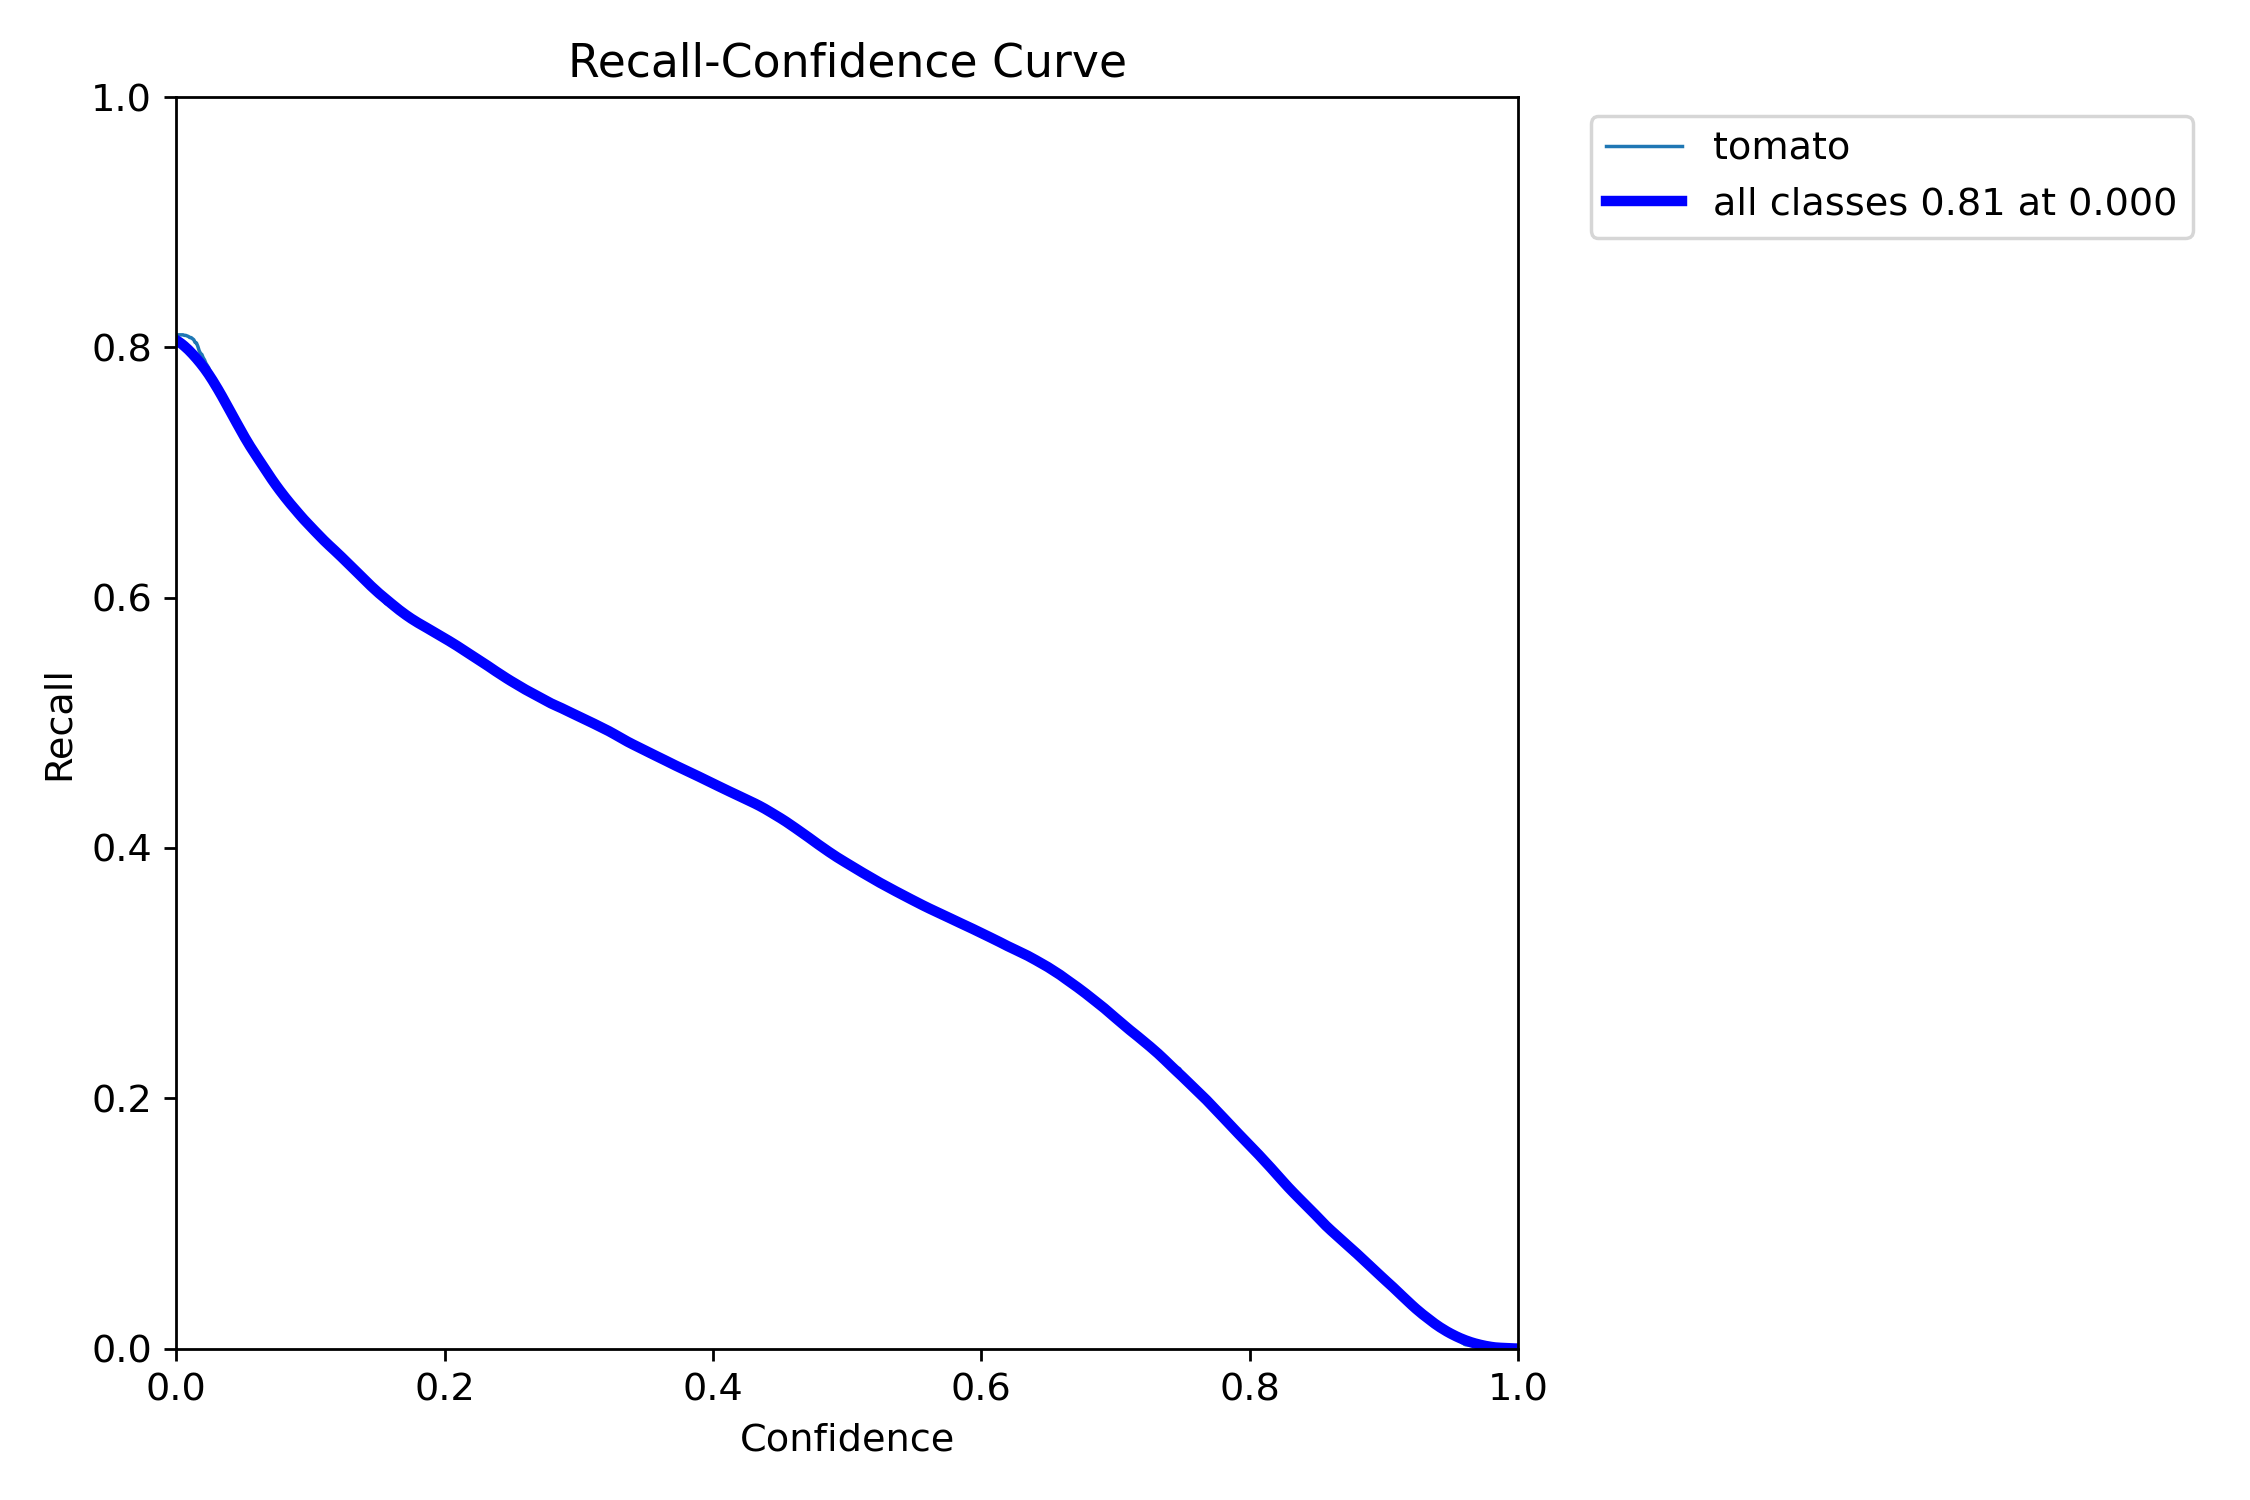 Recall-Confidence Curve
1.0
0.8
0.6
0.4
0.2
0.0
Recall
0.0 0.2 0.4 0.6 0.8 1.0
Confidence
tomato
all classes 0.81 at 0.000